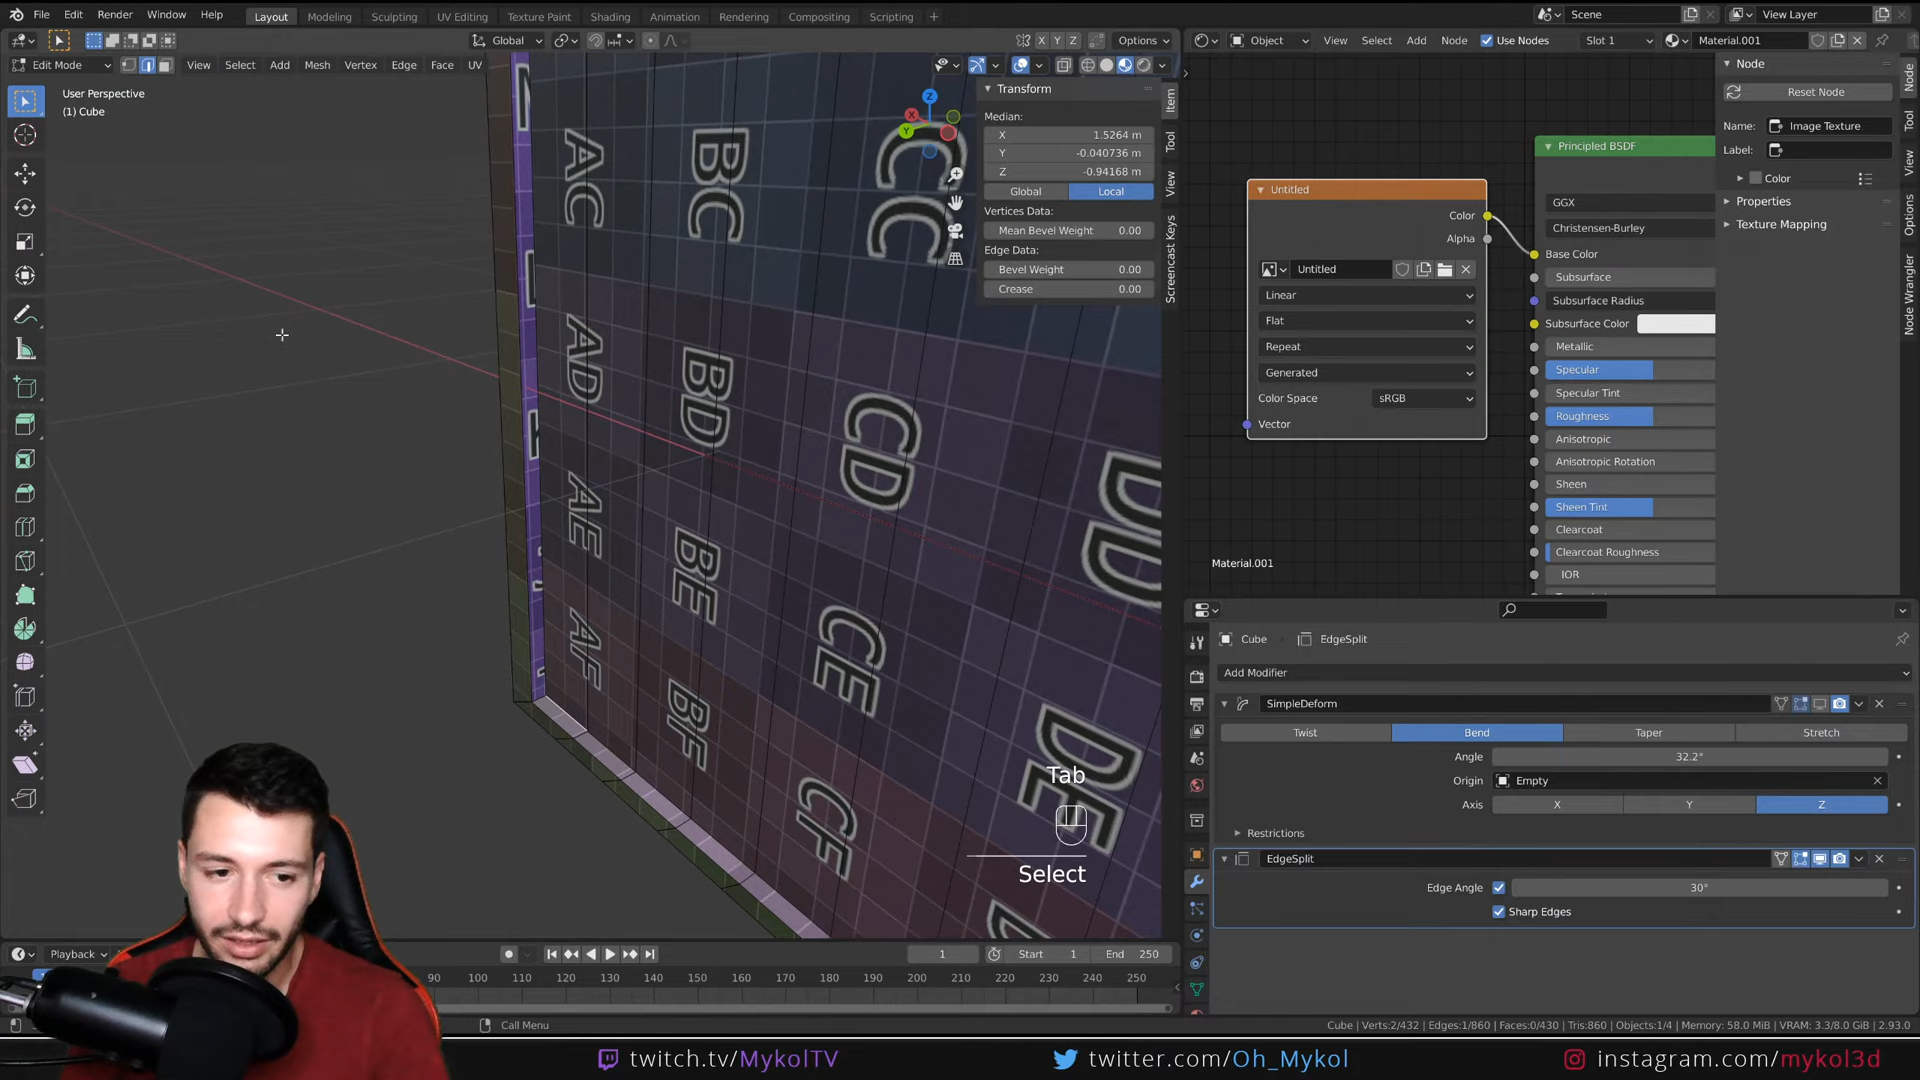 File Edit Render Window Help Layout Modeling Sculpting UV Editing Texture Paint Shading Animation Rendering Compositing Scripting + Scene View Layer
Global Options Object View Select Add Node Use Nodes Slot 1 Material.001
X Y Z
Edit Mode View Select Add Mesh Vertex Edge Face UV
User Perspective
(1) Cube
Transform
Median:
X 1.5264 m
Y -0.040736 m
Z -0.94168 m
Global Local
Vertices Data:
Mean Bevel Weight 0.00
Edge Data:
Bevel Weight 0.00
Crease 0.00
Item
Tool
View
Screencast Keys
Z
X
Y
AC BC CC
CC
AD BD CD DD
AE BE CE DE
AF BF CF
Tab
Select
Untitled
Color
Alpha
Untitled
Linear
Flat
Repeat
Generated
Color Space sRGB
Vector
Material.001
Principled BSDF
GGX
Christensen-Burley
Base Color
Subsurface
Subsurface Radius
Subsurface Color
Metallic
Specular
Specular Tint
Roughness
Anisotropic
Anisotropic Rotation
Sheen
Sheen Tint
Clearcoat
Clearcoat Roughness
IOR
Node
Reset Node
Name: Image Texture
Label:
Color
Properties
Texture Mapping
Node
Tool
View
Options
Node Wrangler
Cube EdgeSplit
Add Modifier
SimpleDeform
Twist Bend Taper Stretch
Angle 32.2°
Origin Empty
Axis X Y Z
Restrictions
EdgeSplit
Edge Angle 30°
Sharp Edges
Playback 1 Start 1 End 250
90 100 110 120 130 140 150 160 170 180 190 200 210 220 230 240 250
Call Menu
Cube | Verts:2/432 | Edges:1/860 | Faces:0/430 | Tris:860 | Objects:1/4 | Memory: 58.0 MiB | VRAM: 3.3/8.0 GiB | 2.93.0
twitch.tv/MykolTV twitter.com/Oh_Mykol instagram.com/mykol3d